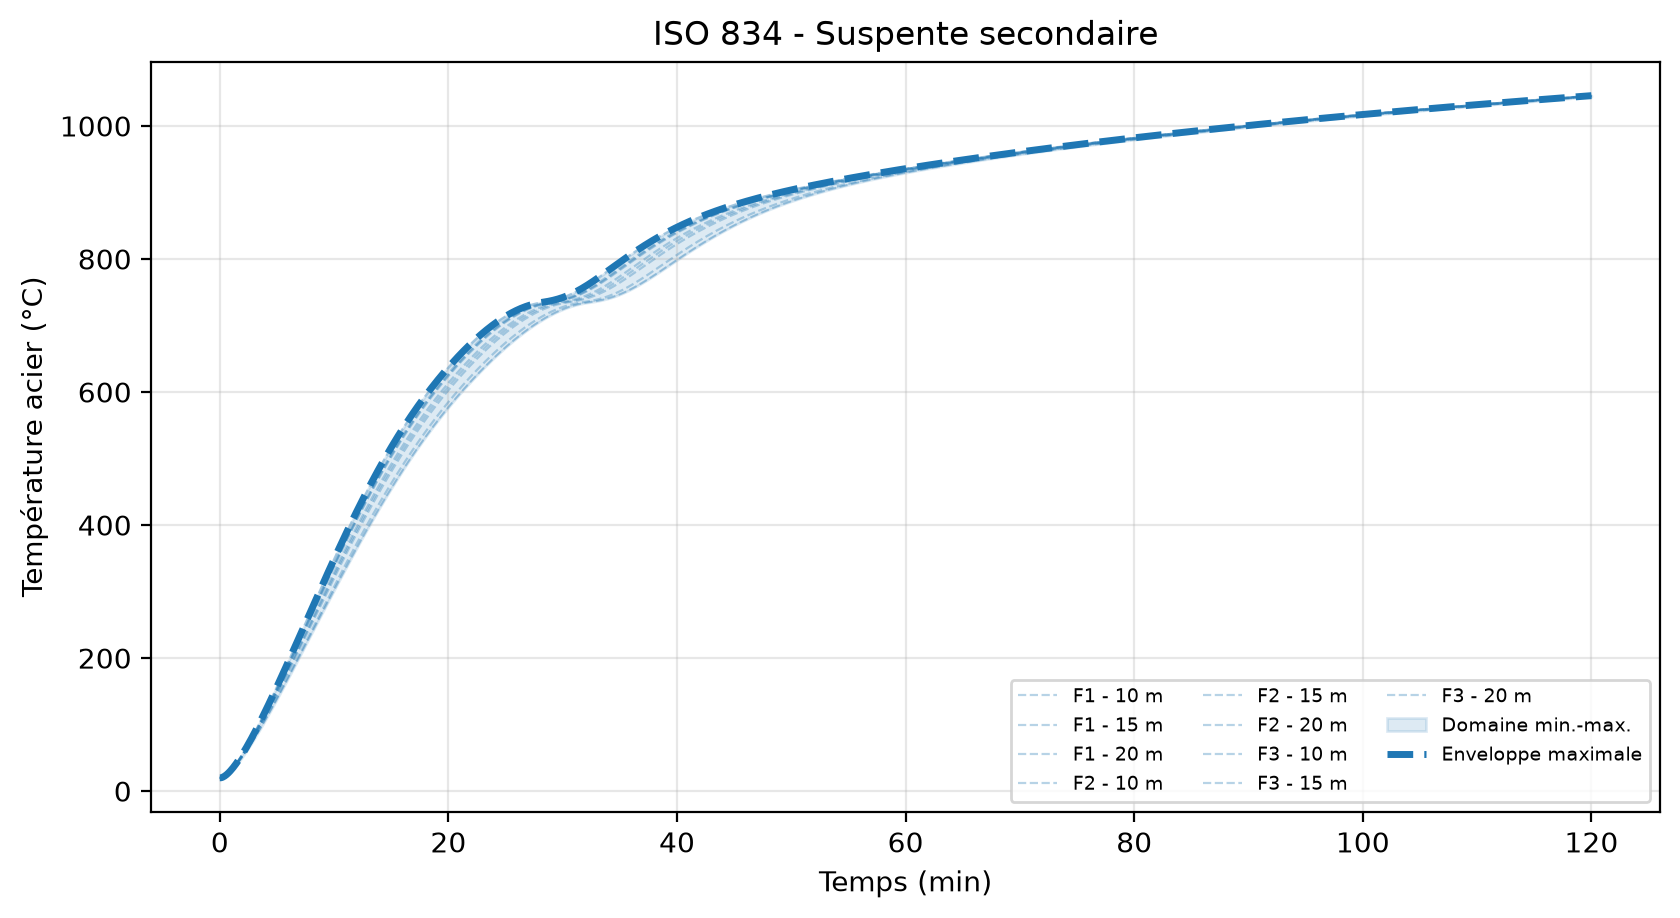 ISO 834 - Suspente secondaire
Température acier (°C)
1000
800
600
400
200
0
0 20 40 60 80 100 120
Temps (min)
F1 - 10 m
F1 - 15 m
F1 - 20 m
F2 - 10 m
F2 - 15 m
F2 - 20 m
F3 - 10 m
F3 - 15 m
F3 - 20 m
Domaine min.-max.
Enveloppe maximale